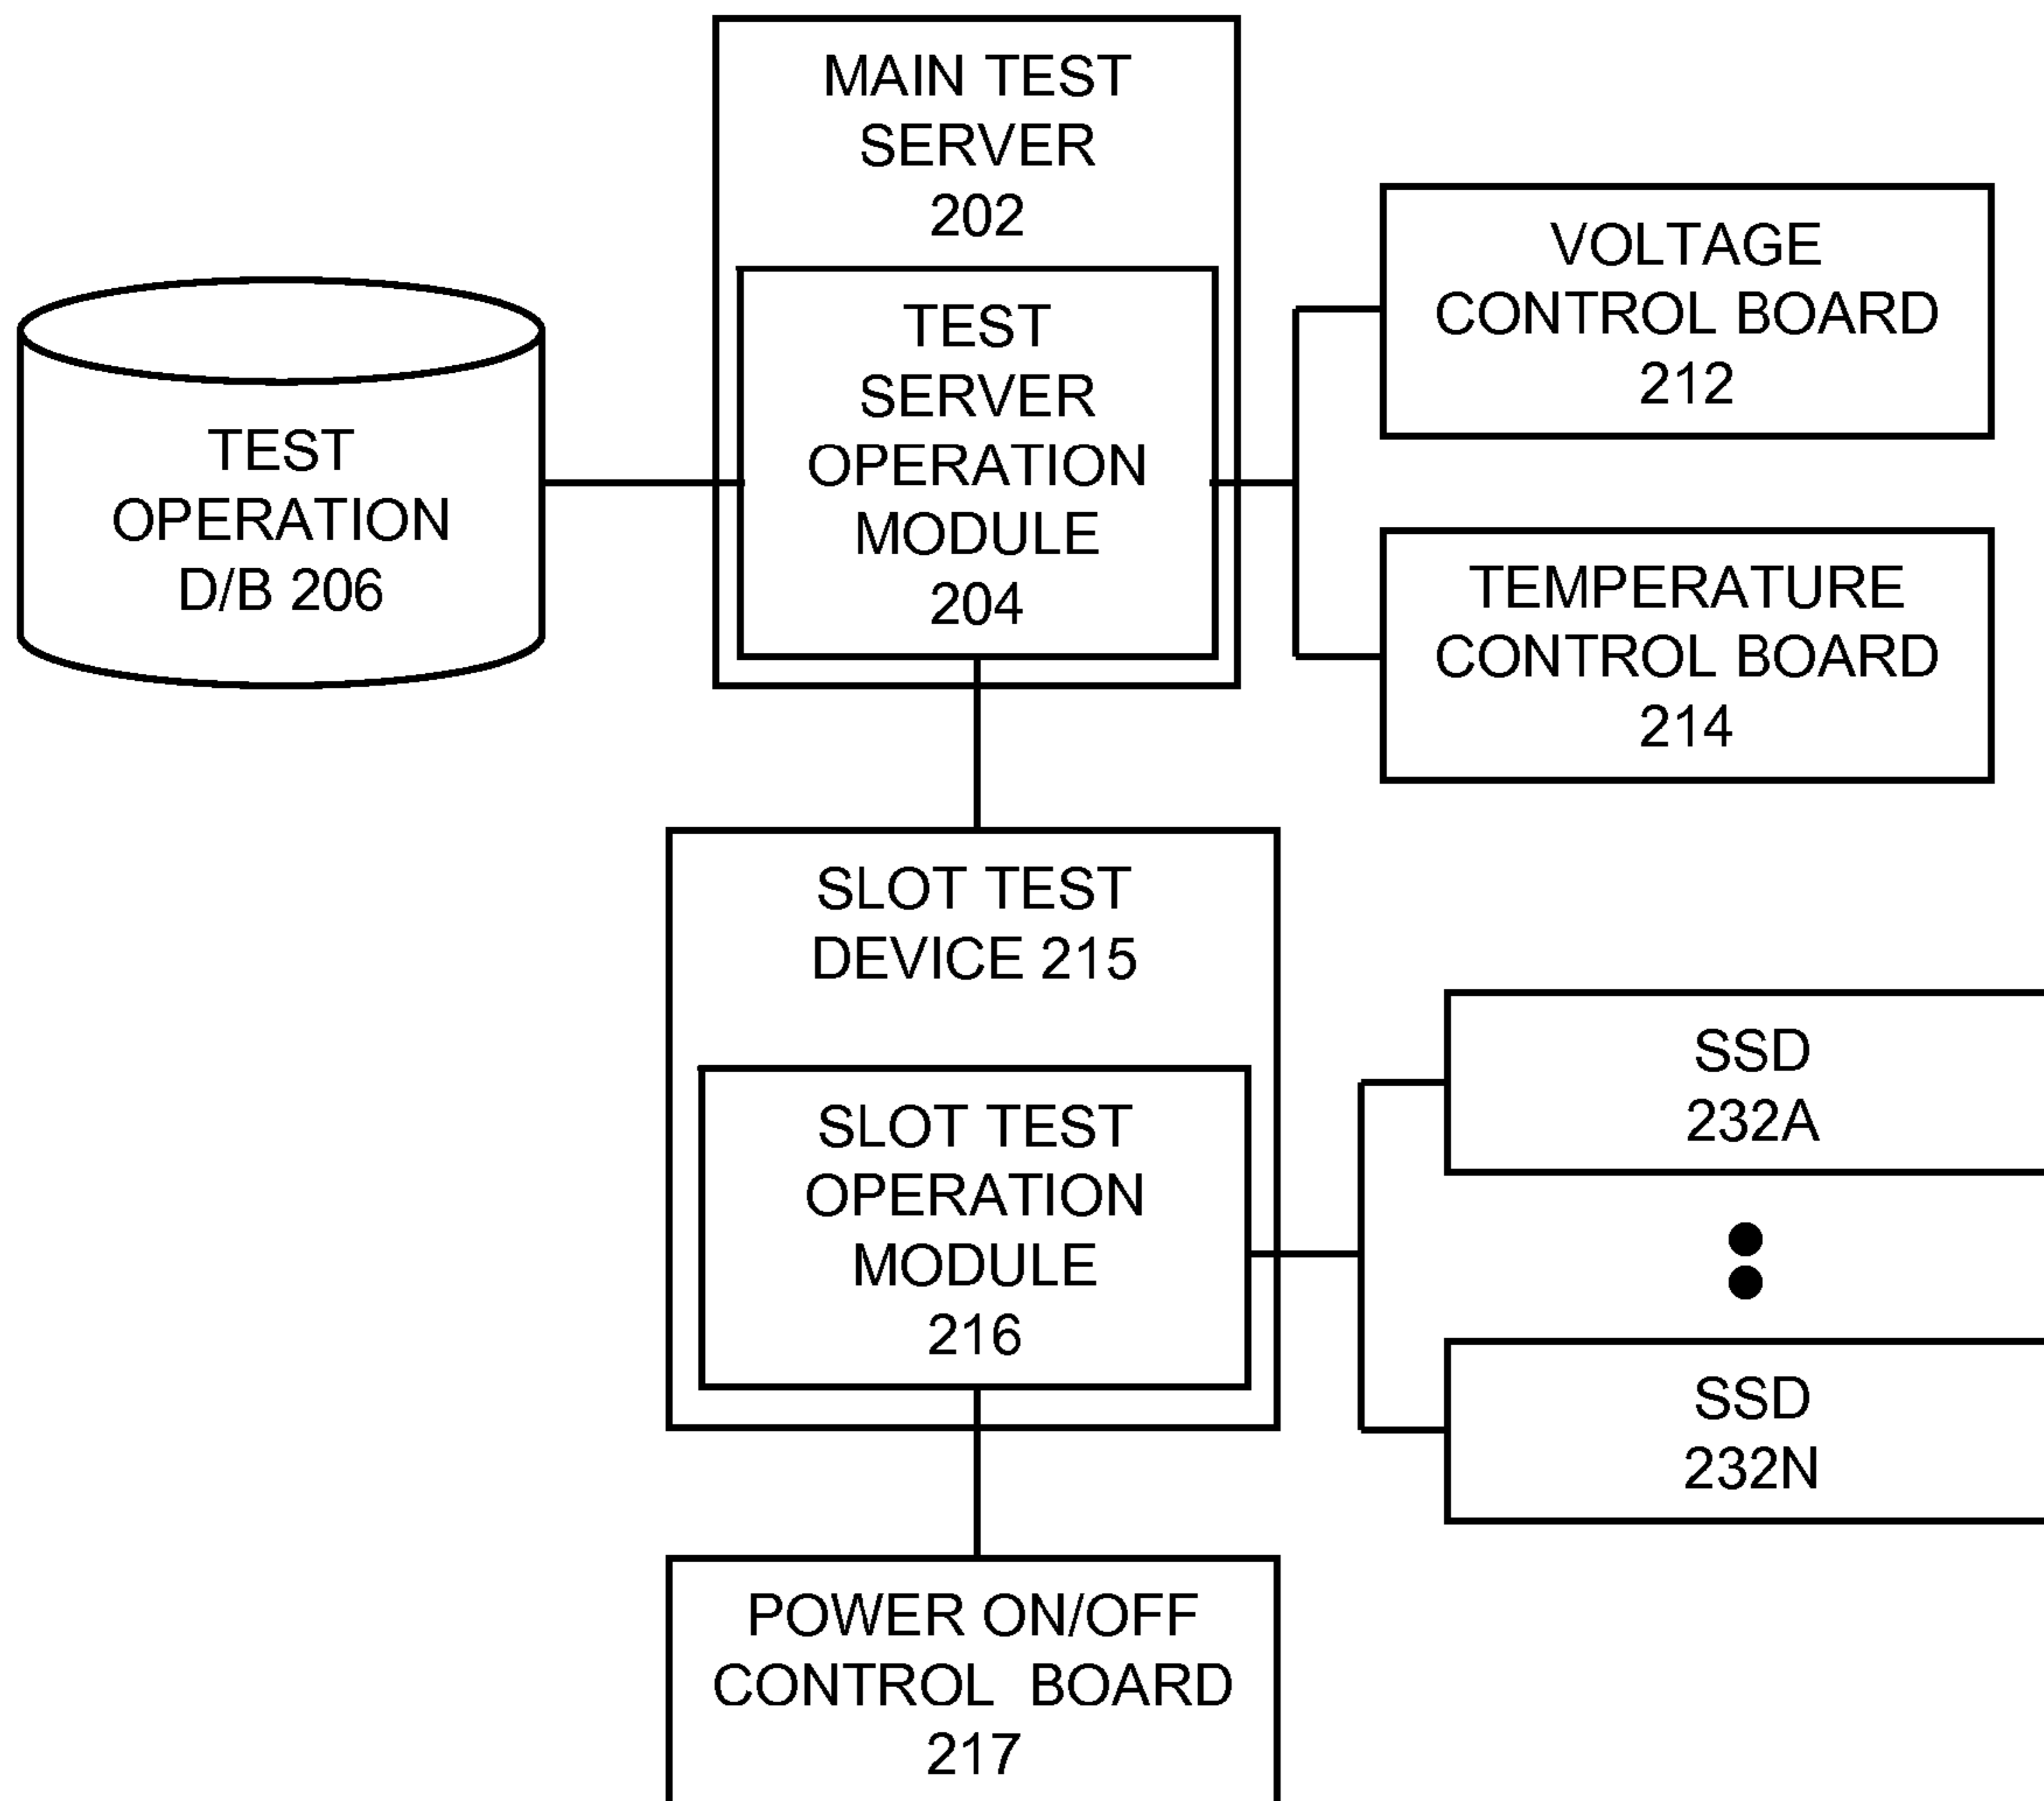 MAIN TEST
SERVER
202
TEST
SERVER
OPERATION
MODULE
204
TEST
OPERATION
D/B 206
VOLTAGE
CONTROL BOARD
212
TEMPERATURE
CONTROL BOARD
214
SLOT TEST
DEVICE 215
SLOT TEST
OPERATION
MODULE
216
SSD
232A
SSD
232N
POWER ON/OFF
CONTROL BOARD
217